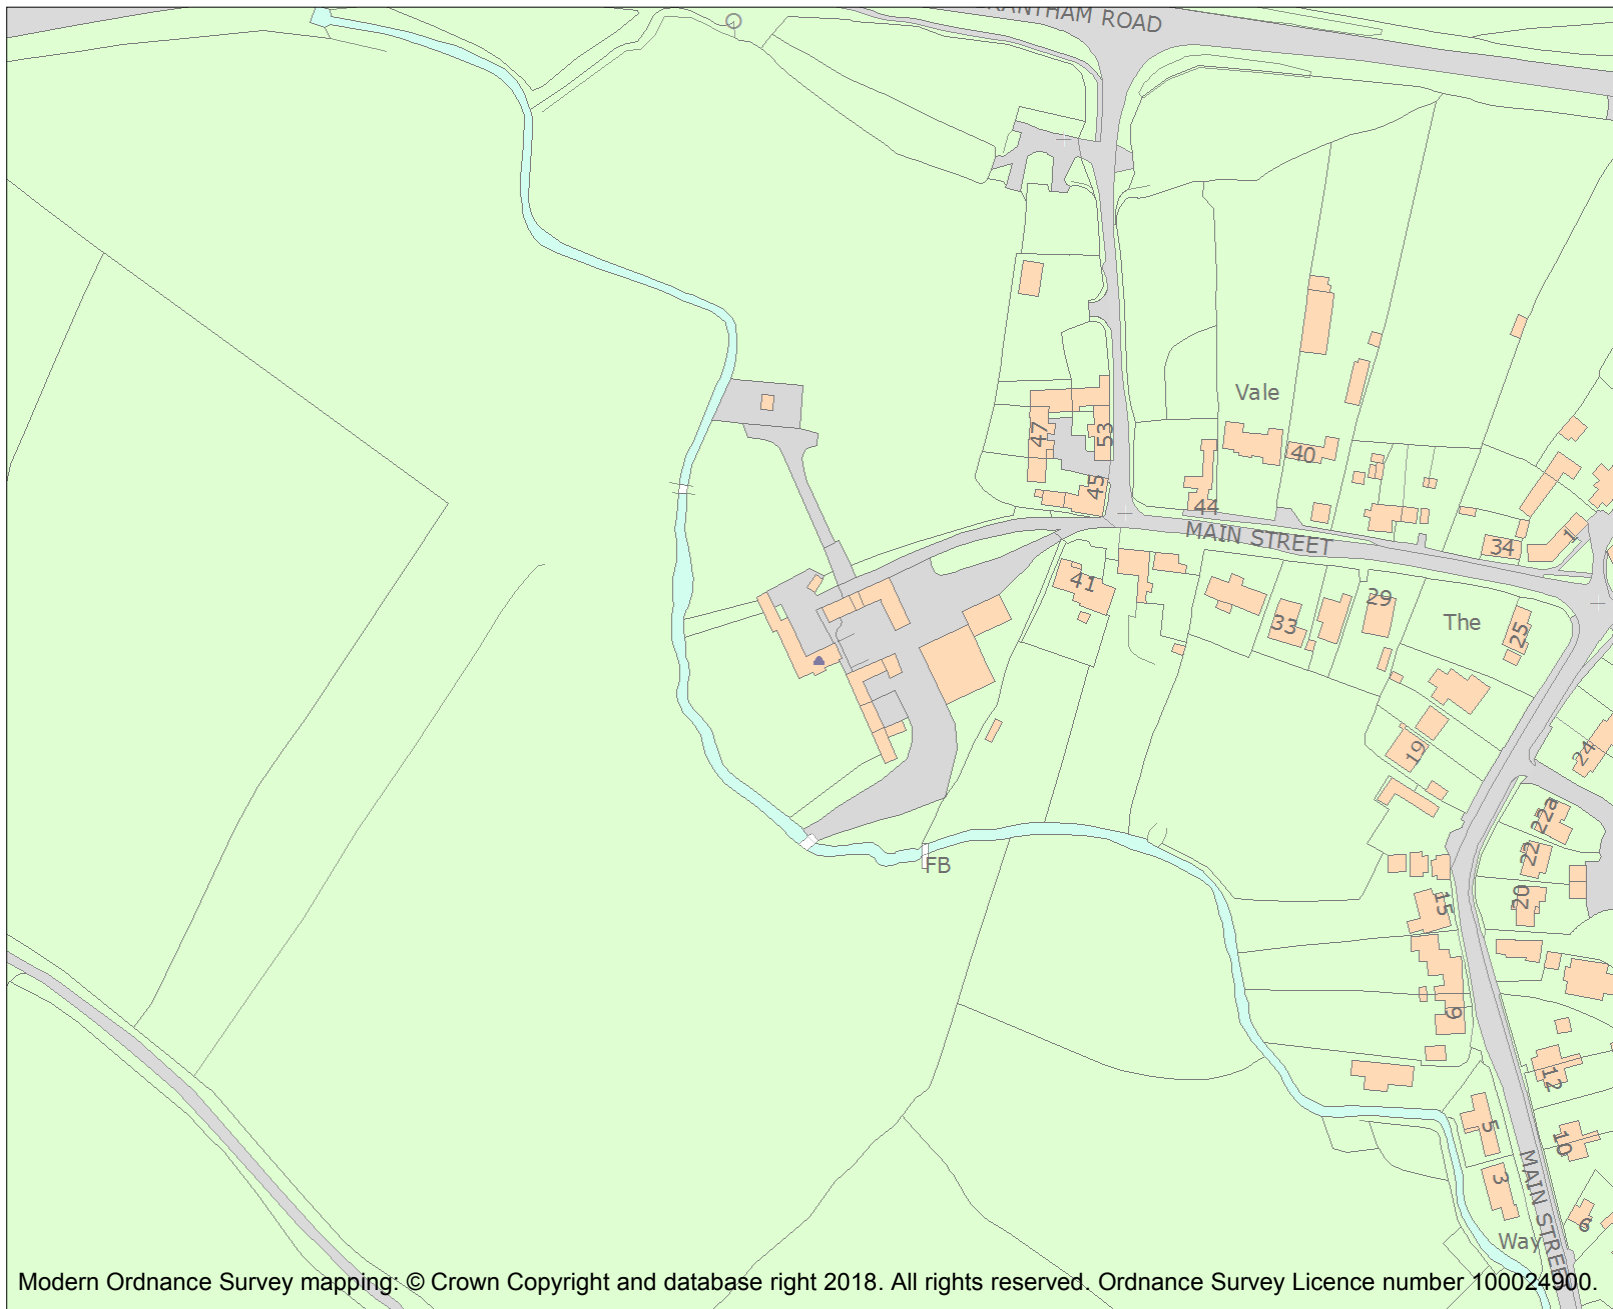 GRANTHAM ROAD
Vale
47
53
40
45
44
MAIN STREET
34
1
41
29
33
The
25
19
24
22a
22
FB
20
15
9
12
5
10
3
MAIN STREET
6
Way
Modern Ordnance Survey mapping: © Crown Copyright and database right 2018. All rights reserved. Ordnance Survey Licence number 100024900.